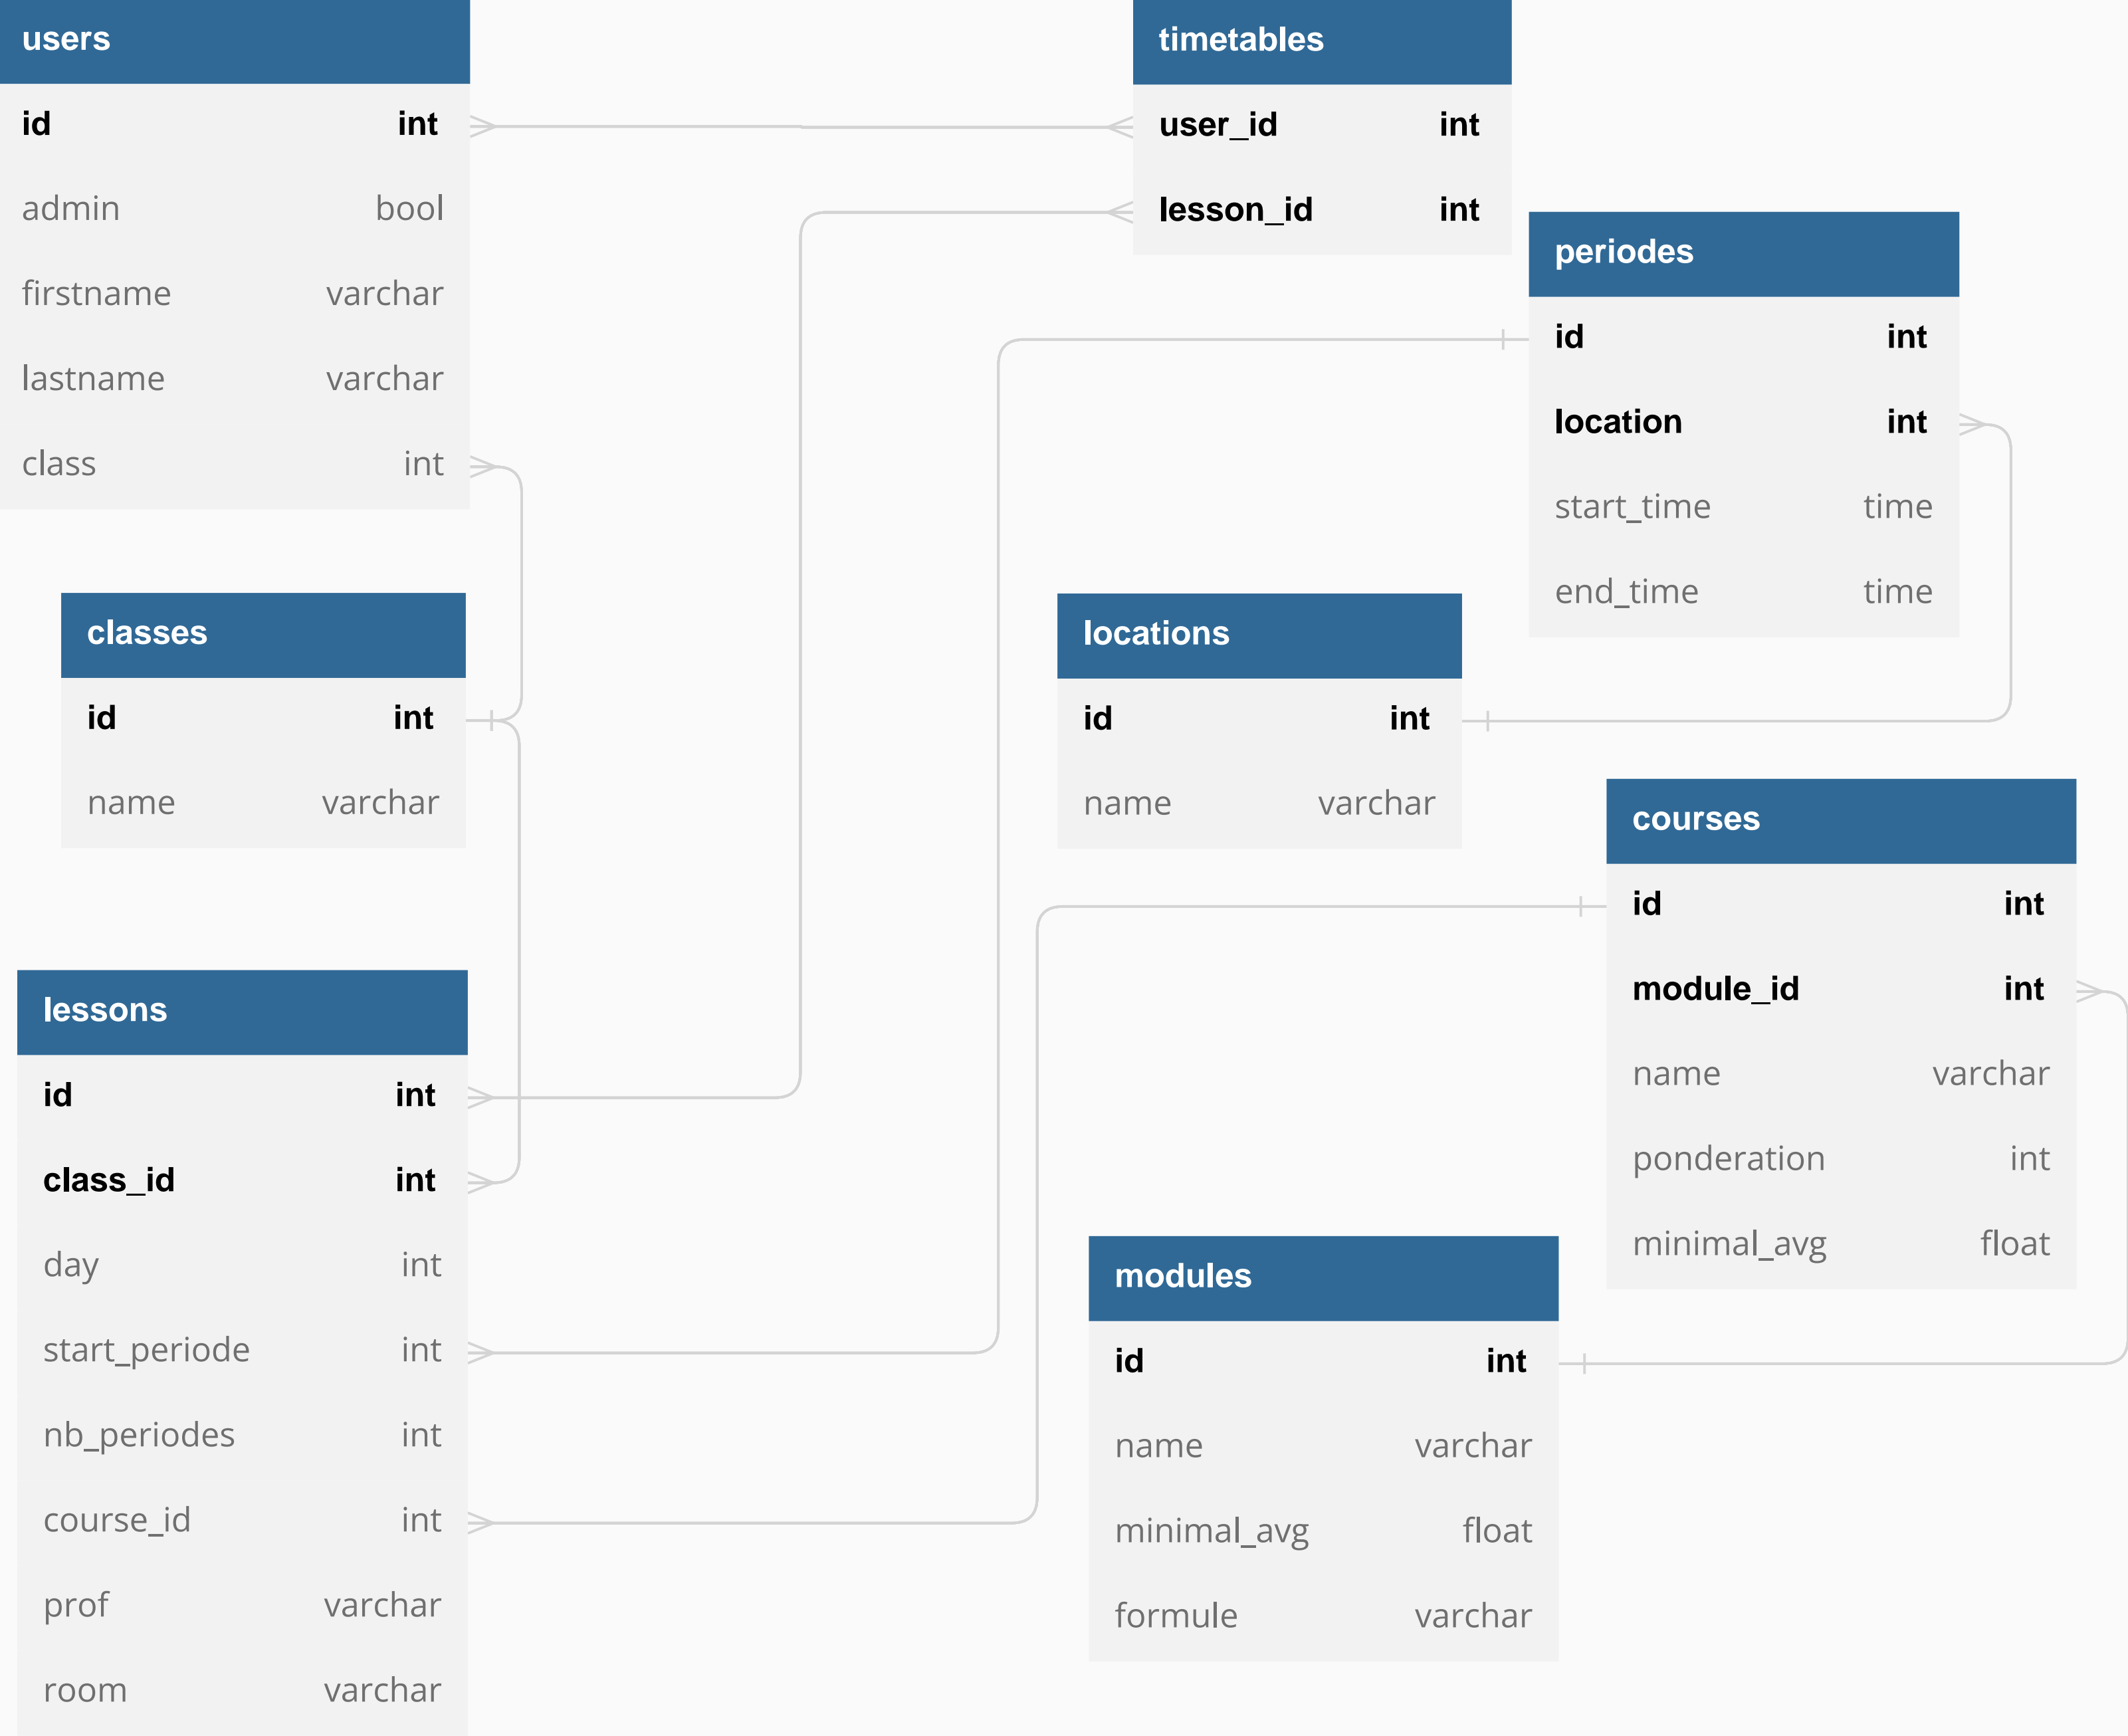 users
id int
admin bool
firstname varchar
lastname varchar
class int
timetables
user_id int
lesson_id int
periodes
id int
location int
start_time time
end_time time
classes
id int
name varchar
locations
id int
name varchar
courses
id int
module_id int
name varchar
ponderation int
minimal_avg float
lessons
id int
class_id int
day int
start_periode int
nb_periodes int
course_id int
prof varchar
room varchar
modules
id int
name varchar
minimal_avg float
formule varchar